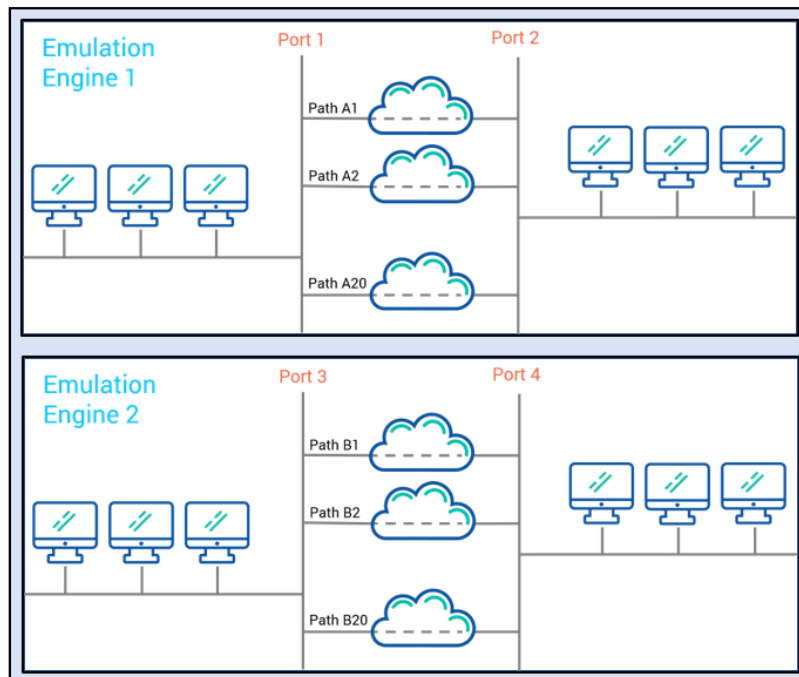 Emulation
Engine 1
Port 1
Port 2
Path A1
Path A2
Path A20
Emulation
Engine 2
Port 3
Port 4
Path B1
Path B2
Path B20